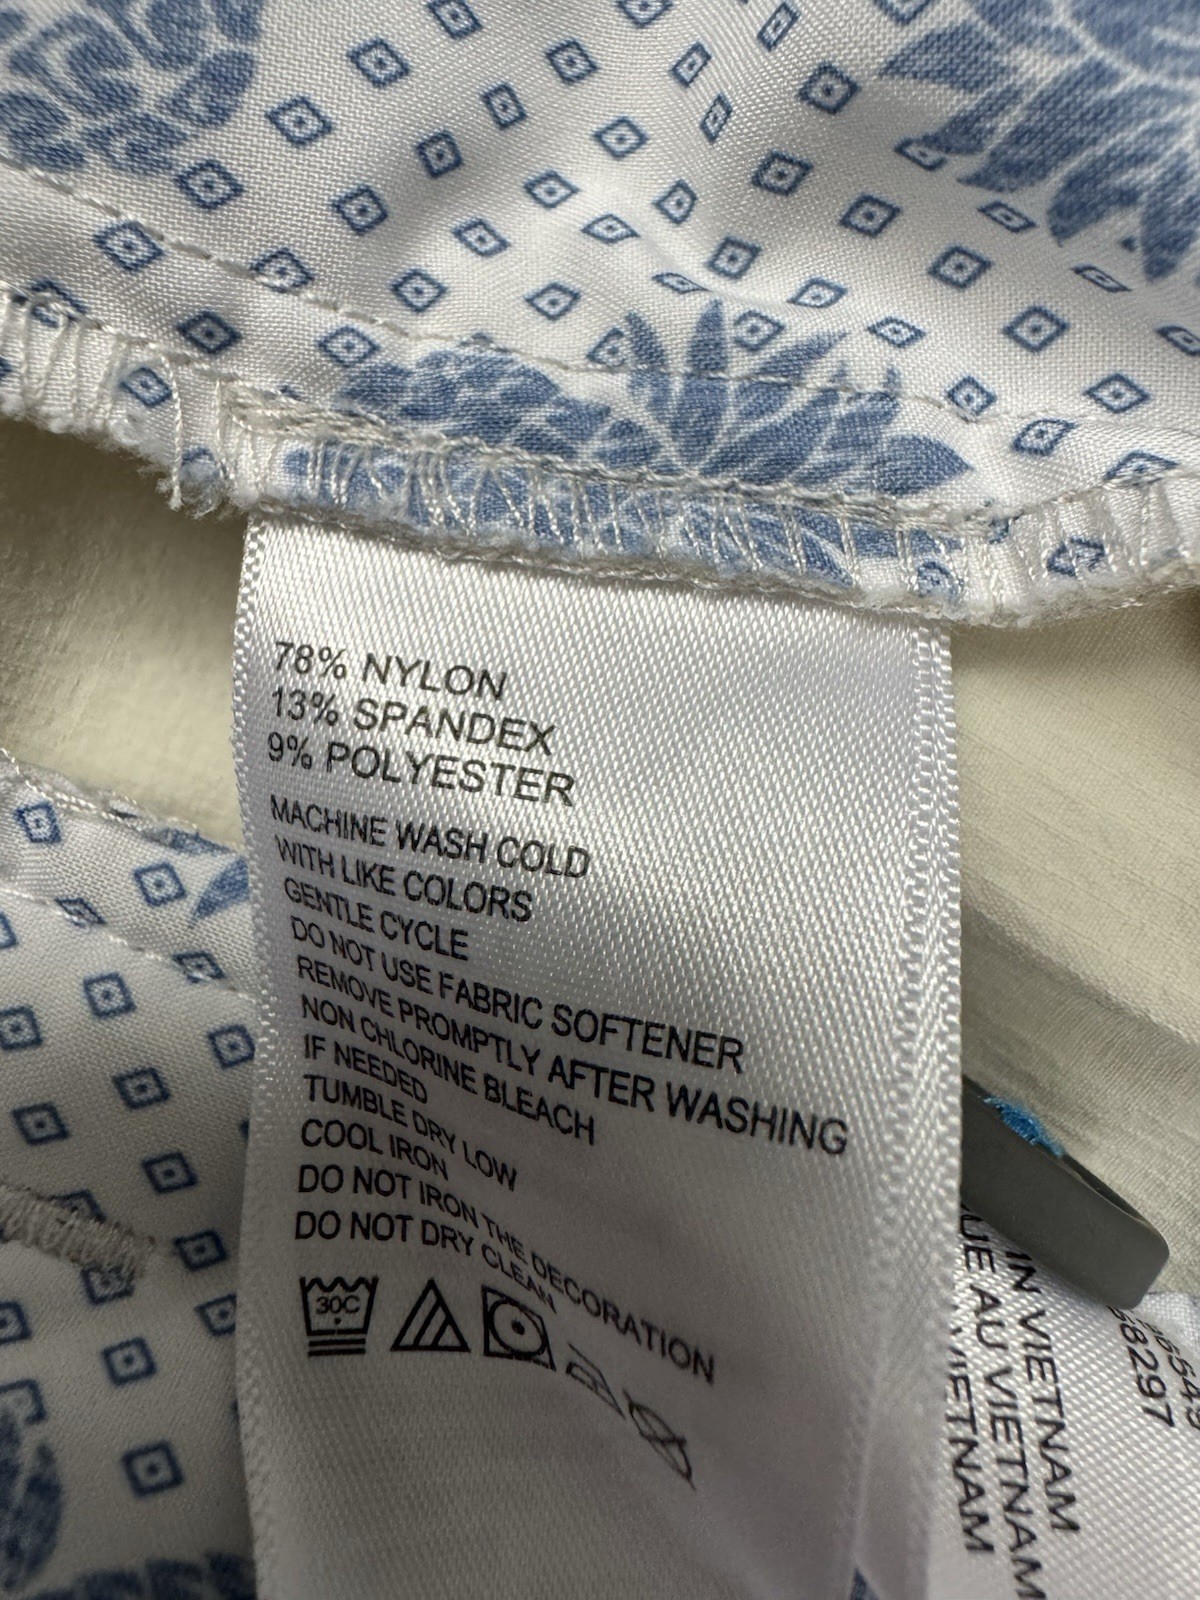 78% NYLON
13% SPANDEX
9% POLYESTER
MACHINE WASH COLD
WITH LIKE COLORS
GENTLE CYCLE
DO NOT USE FABRIC SOFTENER
REMOVE PROMPTLY AFTER WASHING
NON CHLORINE BLEACH
IF NEEDED
TUMBLE DRY LOW
COOL IRON
DO NOT IRON THE DECORATION
DO NOT DRY CLEAN
30C
IN VIETNAM
UE AU VIETNAM
VIETNAM
68297